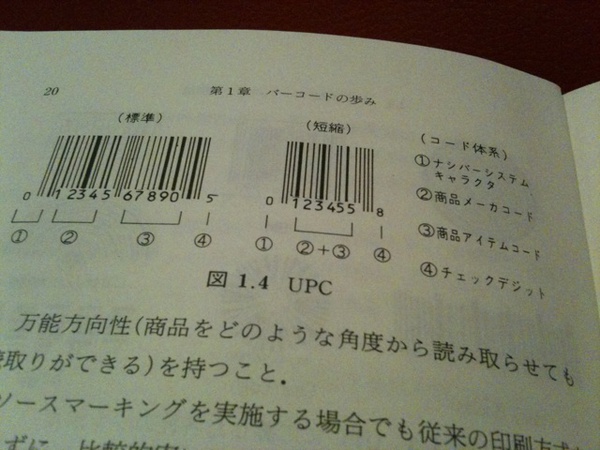 20
第1章 バーコードの歩み
(標準)
(短縮)
(コード体系)
①ナンバーシステム
キャラクタ
②商品メーカコード
③商品アイテムコード
④チェックデジット
0 12345 67890 5
0 123455 8
① ② ③ ④
① ②+③ ④
図 1.4 UPC
万能方向性(商品をどのような角度から読み取らせても
取りができる)を持つこと.
ソースマーキングを実施する場合でも従来の印刷方式
ずに,比較的